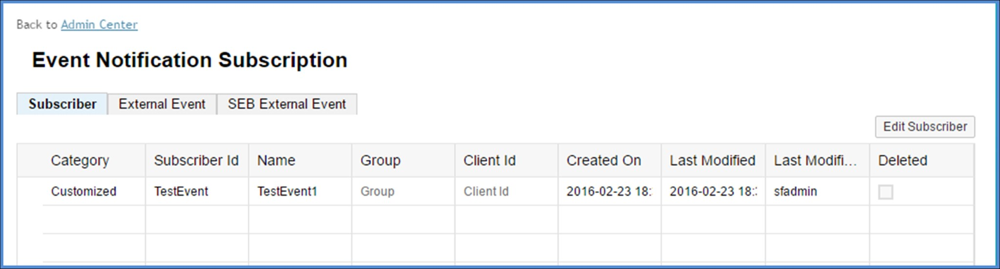 Back to Admin Center
Event Notification Subscription
Subscriber External Event SEB External Event
Edit Subscriber
Category Subscriber Id Name Group Client Id Created On Last Modified Last Modifi... Deleted
Customized TestEvent TestEvent1 Group Client Id 2016-02-23 18: 2016-02-23 18: sfadmin